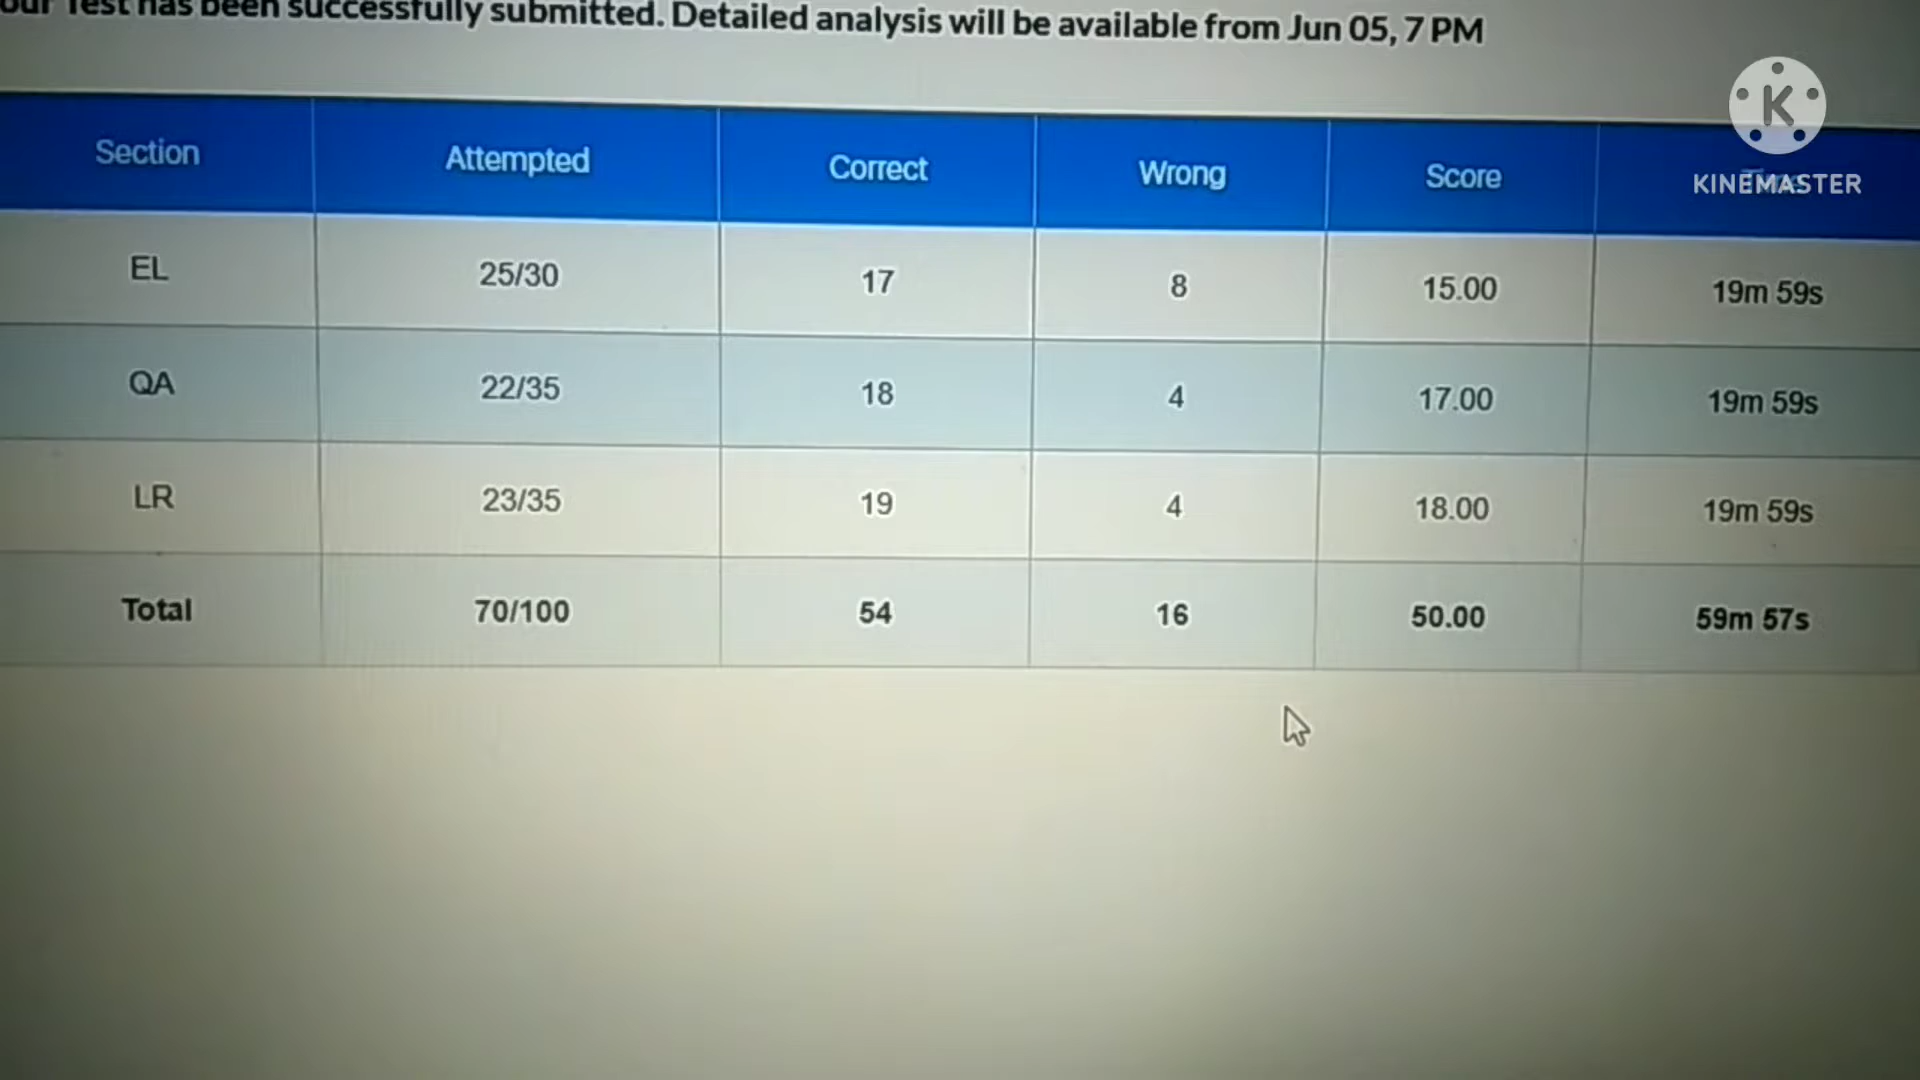 Test has been successfully submitted. Detailed analysis will be available from Jun 05, 7 PM
Section Attempted Correct Wrong Score
KINEMASTER
EL 25/30 17 8 15.00 19m 59s
QA 22/35 18 4 17.00 19m 59s
LR 23/35 19 4 18.00 19m 59s
Total 70/100 54 16 50.00 59m 57s